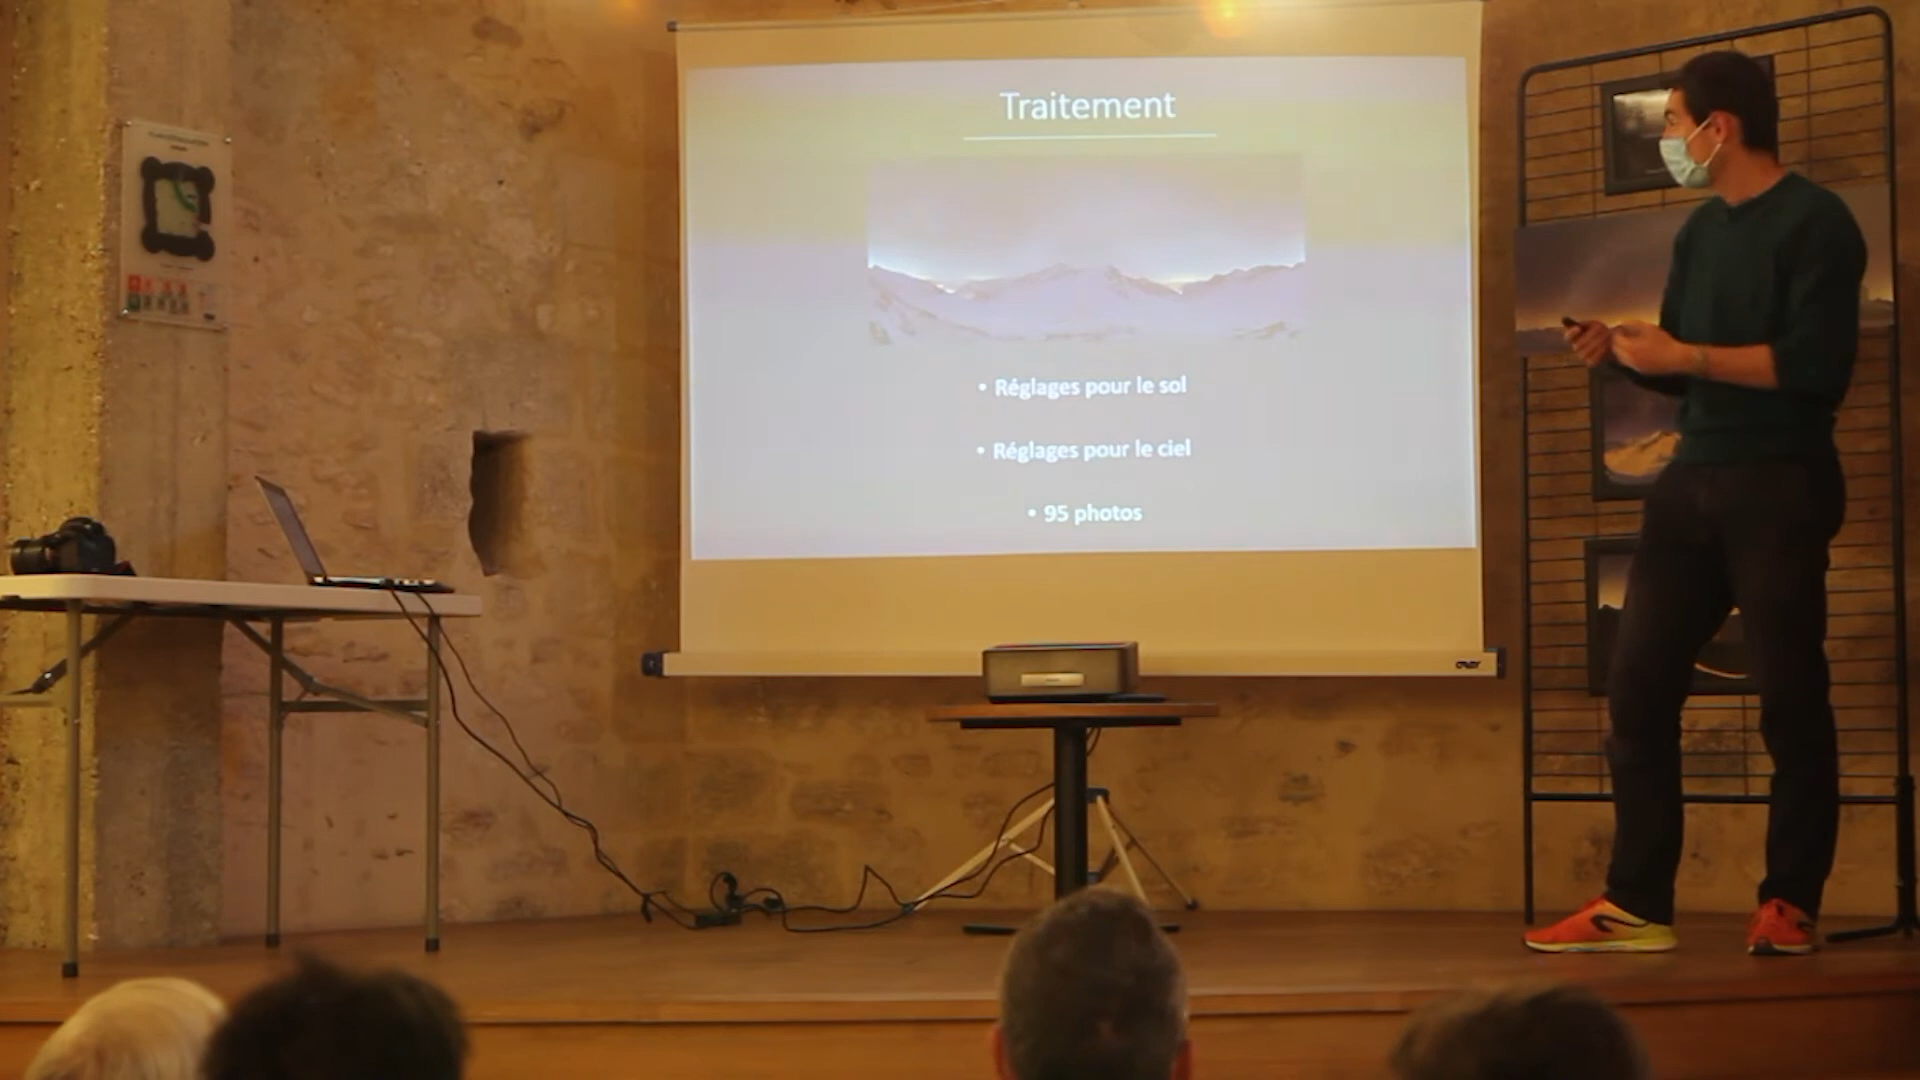 Traitement
• Réglages pour le sol
• Réglages pour le ciel
• 95 photos